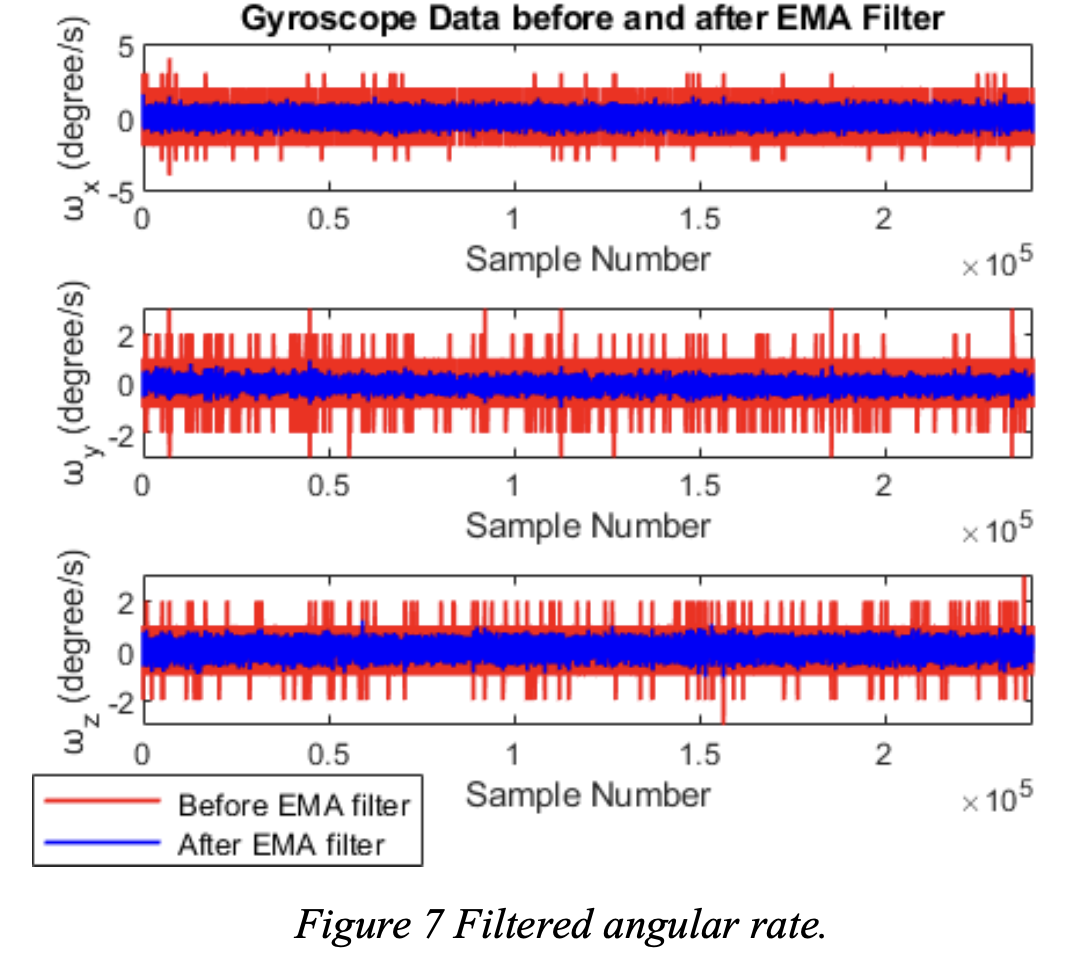 Gyroscope Data before and after EMA Filter
ω_x (degree/s)
5
0
-5
0 0.5 1 1.5 2
Sample Number
×10^5
ω_y (degree/s)
2
0
-2
0 0.5 1 1.5 2
Sample Number
×10^5
ω_z (degree/s)
2
0
-2
0 0.5 1 1.5 2
Sample Number
×10^5
Before EMA filter
After EMA filter
Figure 7 Filtered angular rate.